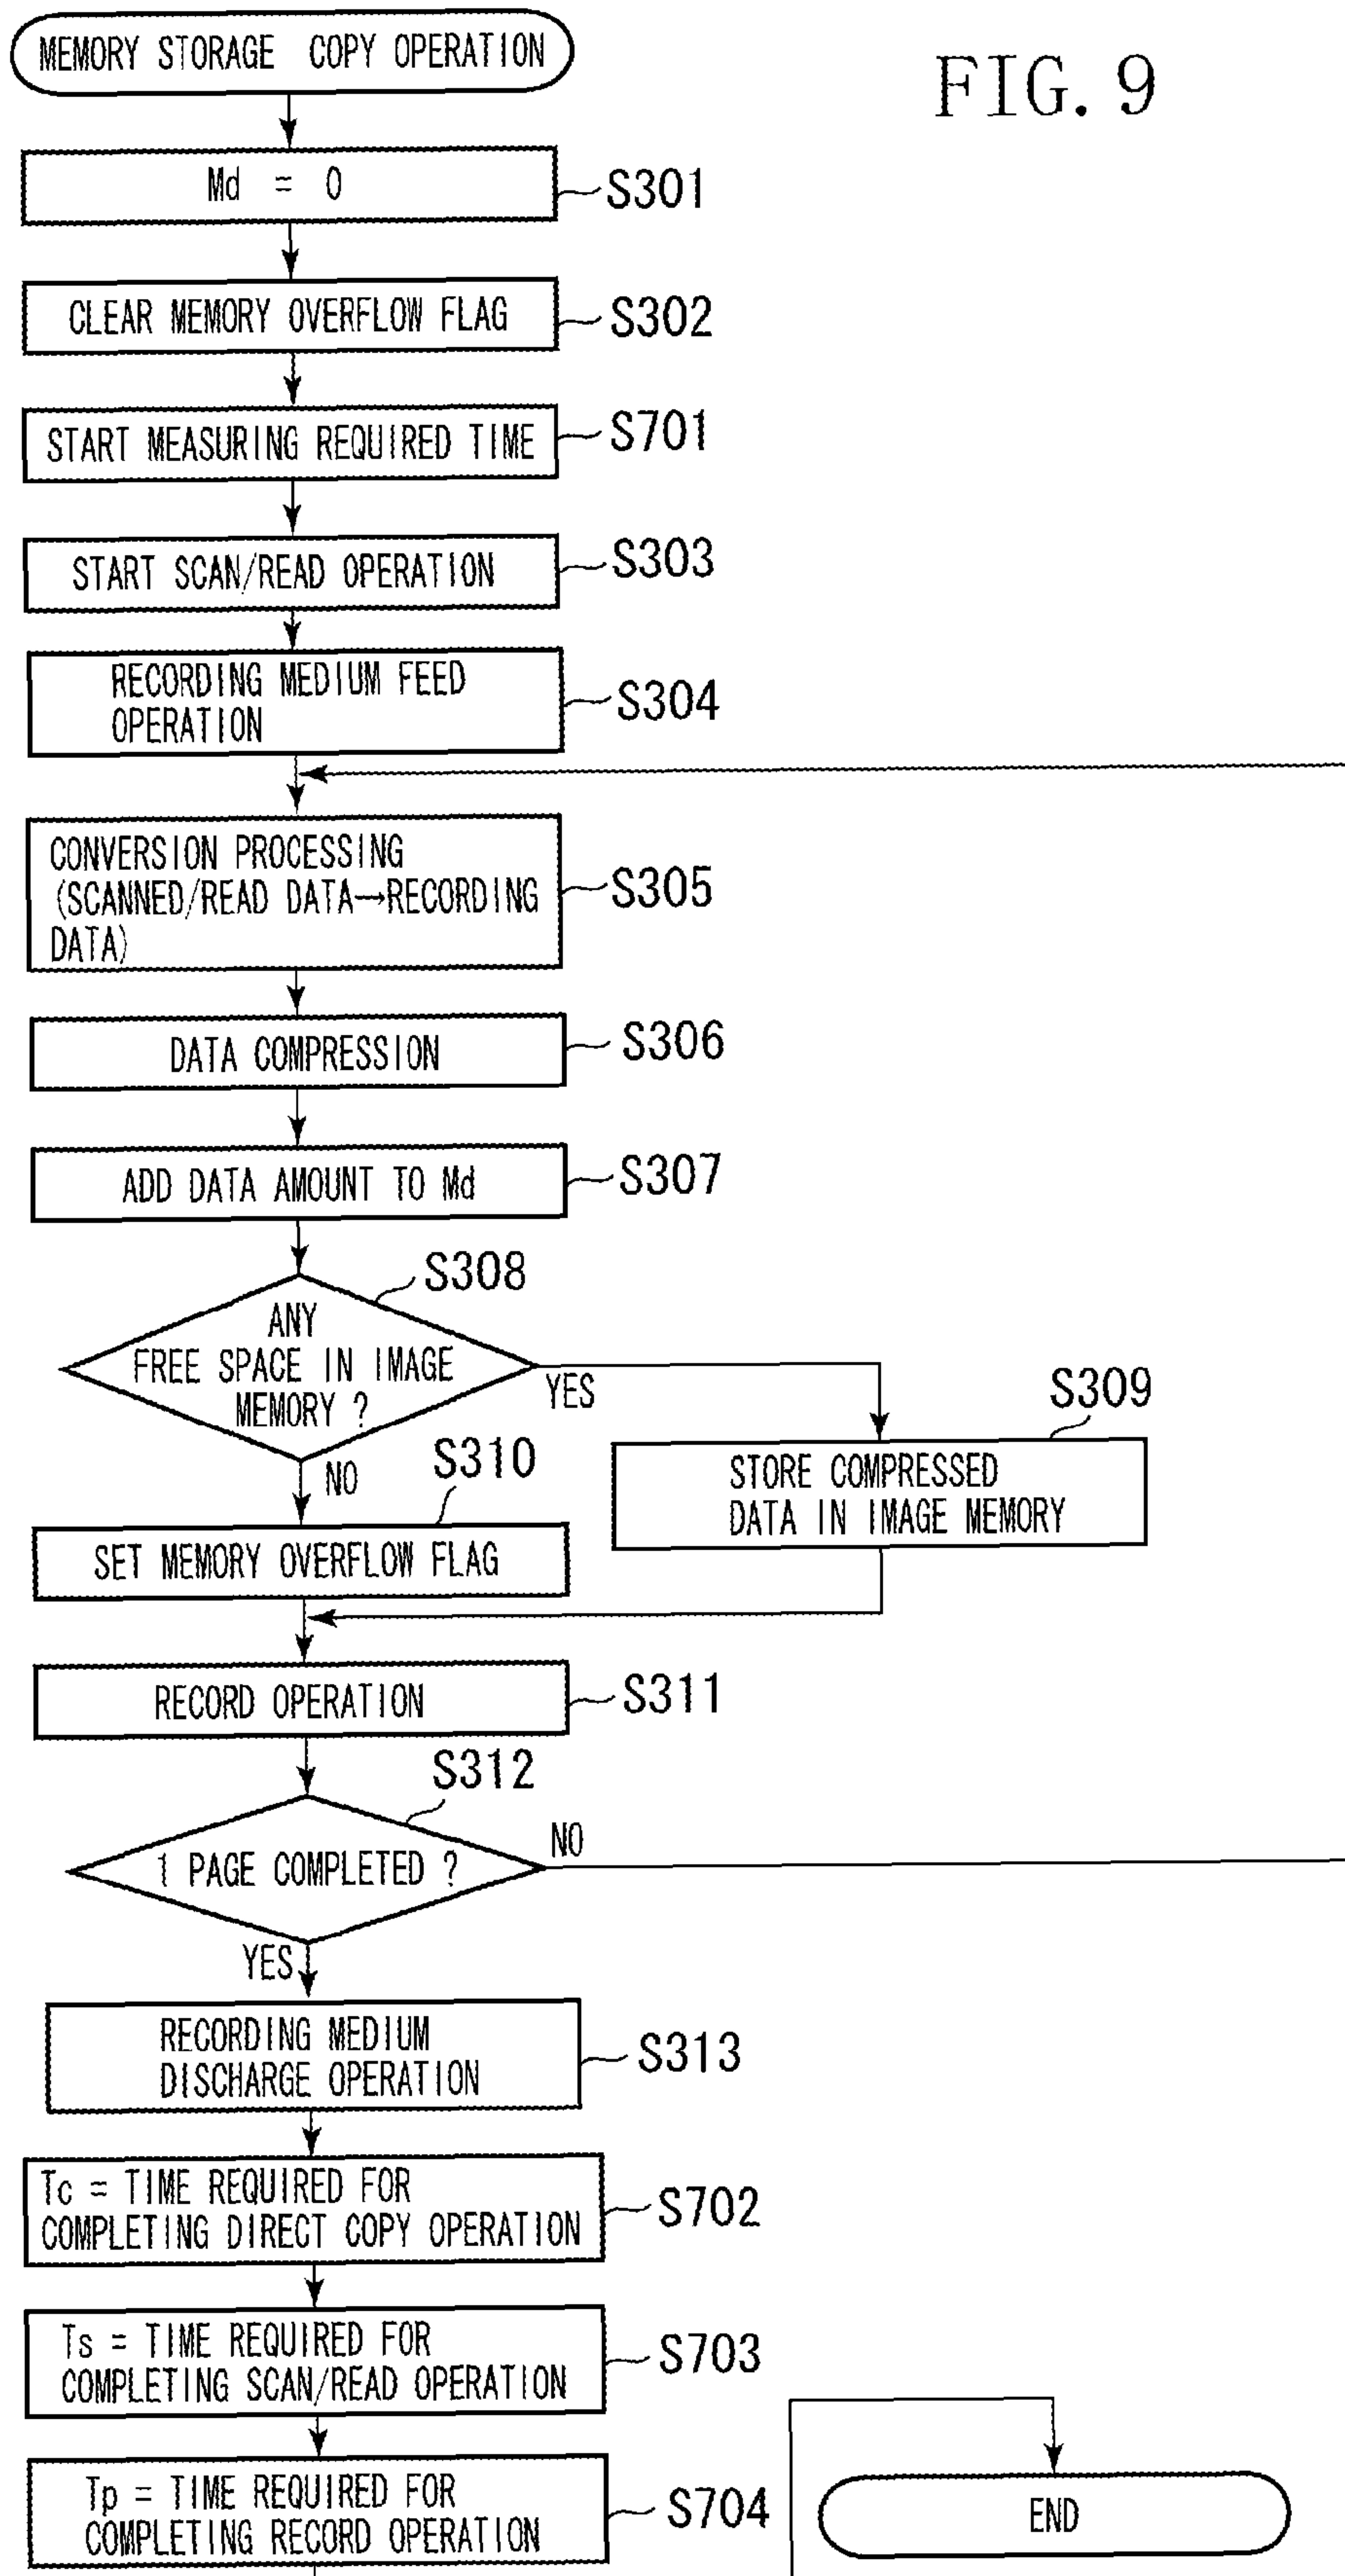 MEMORY STORAGE COPY OPERATION
FIG. 9
Md = 0
S301
CLEAR MEMORY OVERFLOW FLAG
S302
START MEASURING REQUIRED TIME
S701
START SCAN/READ OPERATION
S303
RECORDING MEDIUM FEED
OPERATION
S304
CONVERSION PROCESSING
(SCANNED/READ DATA→RECORDING
DATA)
S305
DATA COMPRESSION
S306
ADD DATA AMOUNT TO Md
S307
S308
ANY
FREE SPACE IN IMAGE
MEMORY ?
YES
NO
S309
STORE COMPRESSED
DATA IN IMAGE MEMORY
S310
SET MEMORY OVERFLOW FLAG
RECORD OPERATION
S311
S312
1 PAGE COMPLETED ?
NO
YES
RECORDING MEDIUM
DISCHARGE OPERATION
S313
Tc = TIME REQUIRED FOR
COMPLETING DIRECT COPY OPERATION
S702
Ts = TIME REQUIRED FOR
COMPLETING SCAN/READ OPERATION
S703
Tp = TIME REQUIRED FOR
COMPLETING RECORD OPERATION
S704
END